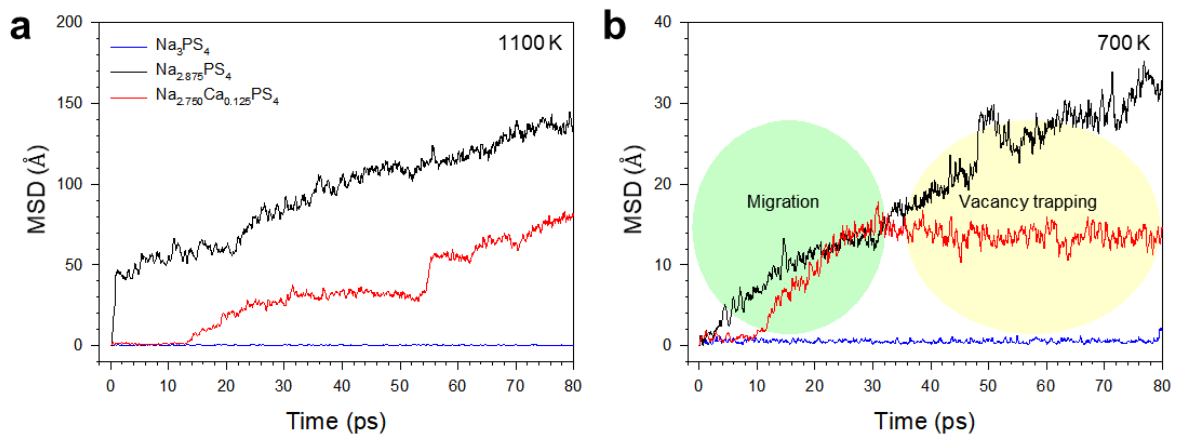 a
200
150
100
50
0
MSD (Å)
1100 K
Na₃PS₄
Na₂.₈₇₅PS₄
Na₂.₇₅₀Ca₀.₁₂₅PS₄
0 10 20 30 40 50 60 70 80
Time (ps)
b
40
30
20
10
0
MSD (Å)
700 K
Migration
Vacancy trapping
0 10 20 30 40 50 60 70 80
Time (ps)